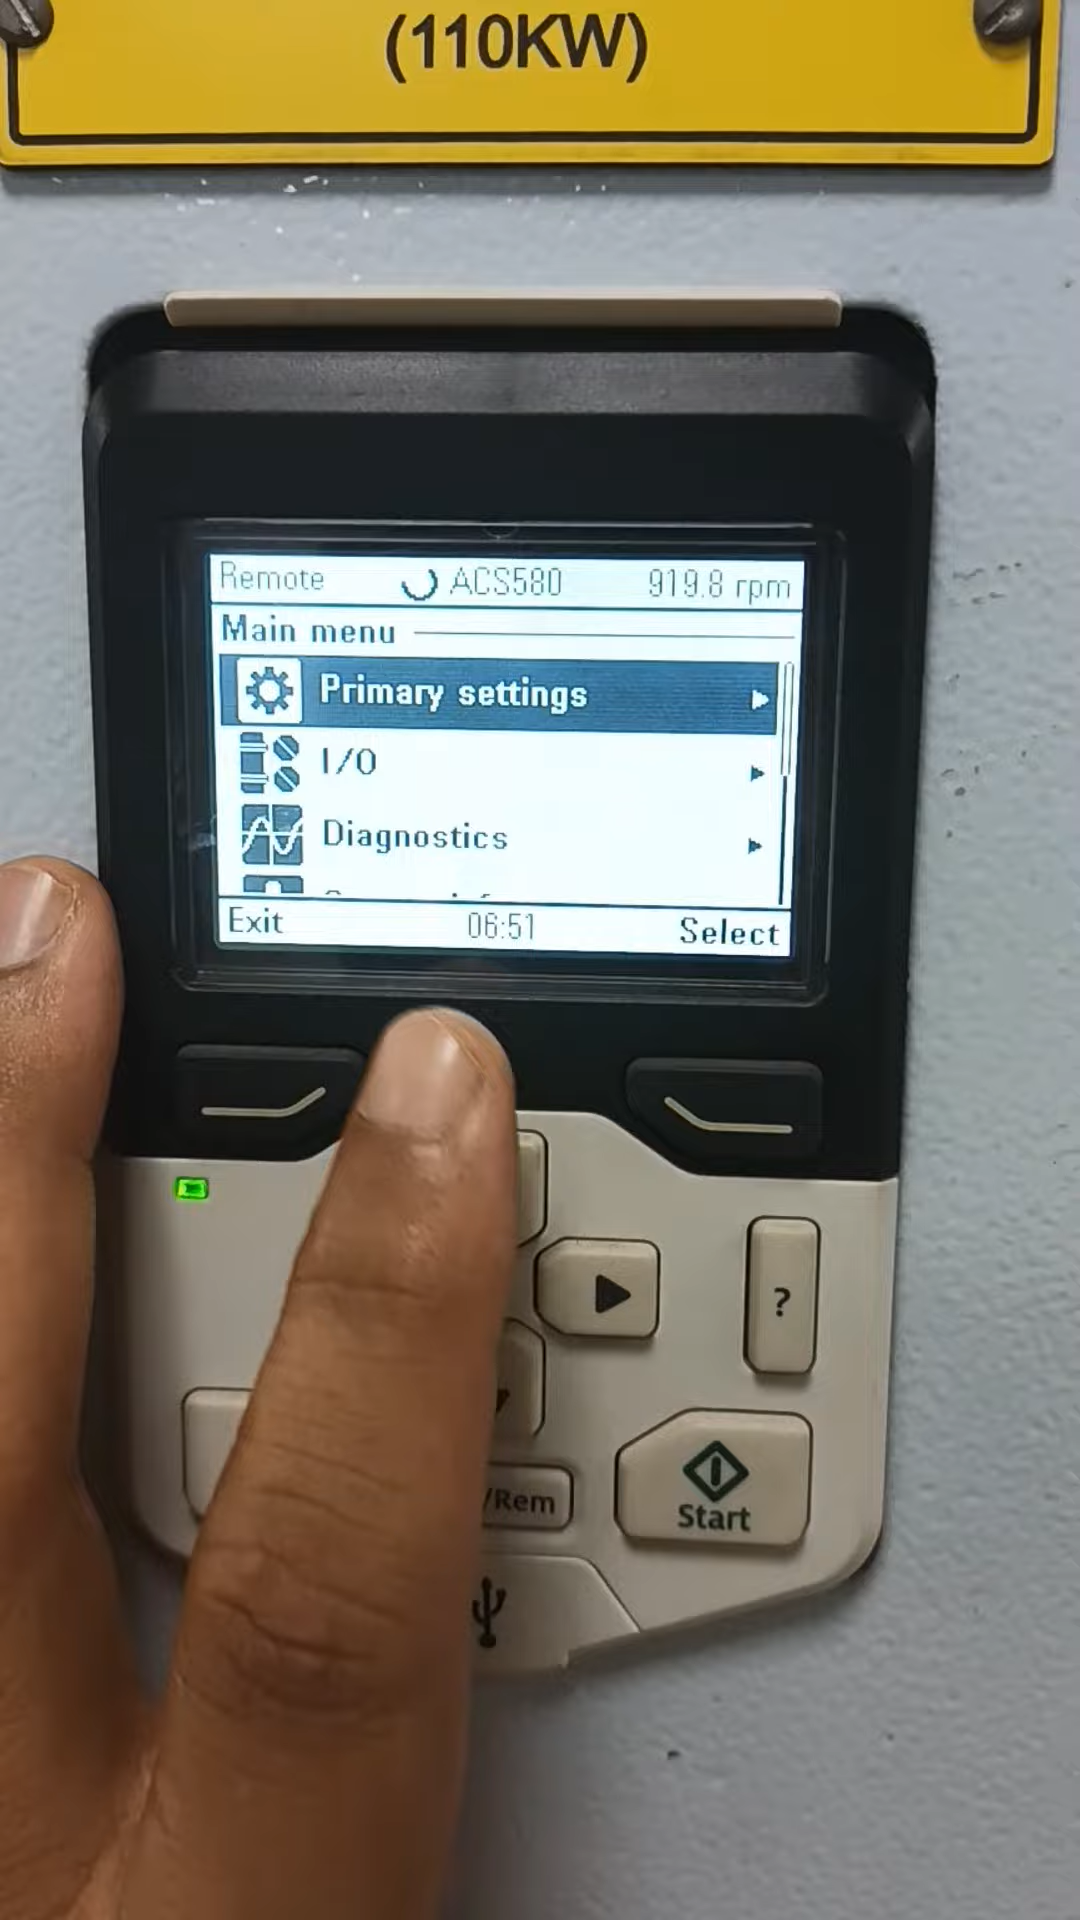 (110KW)
Remote ACS580 919.8 rpm
Main menu
Primary settings
I/O
Diagnostics
Exit 06:51 Select
?
/Rem
Start